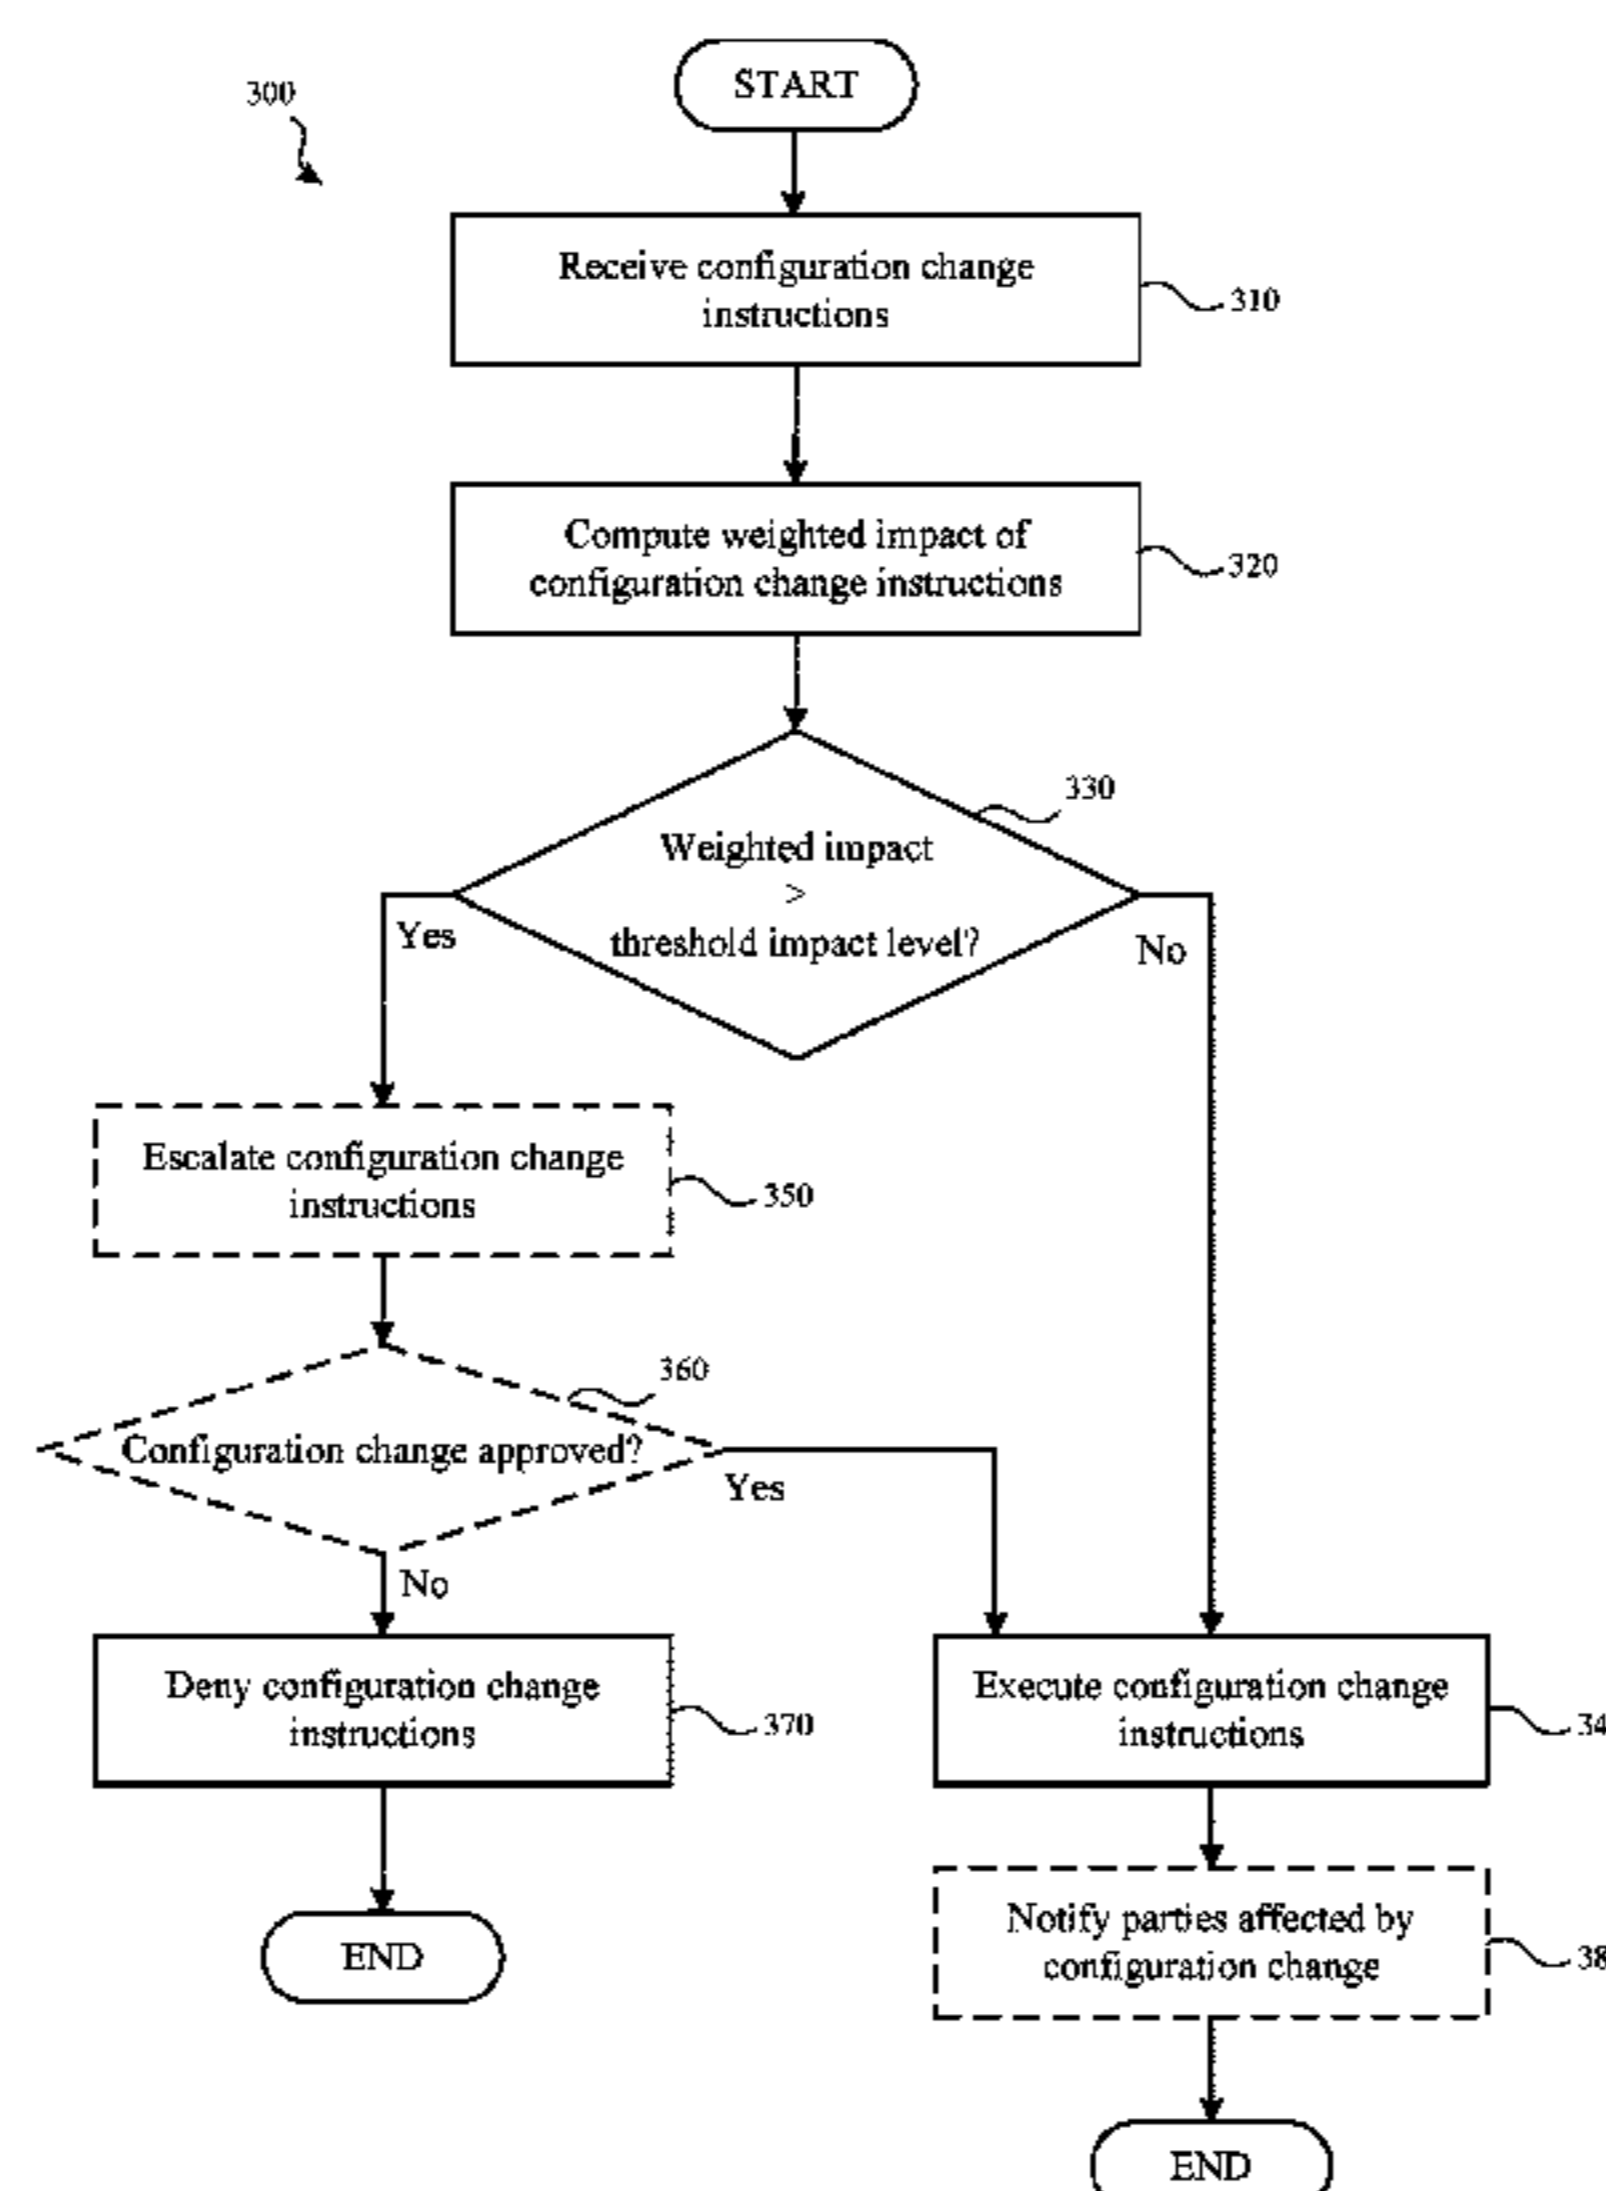 START
300
Receive configuration change
instructions
310
Compute weighted impact of
configuration change instructions
320
330
Weighted impact
>
threshold impact level?
Yes
No
Escalate configuration change
instructions
350
360
Configuration change approved?
Yes
No
Deny configuration change
instructions
370
Execute configuration change
instructions
34
Notify parties affected by
configuration change
38
END
END